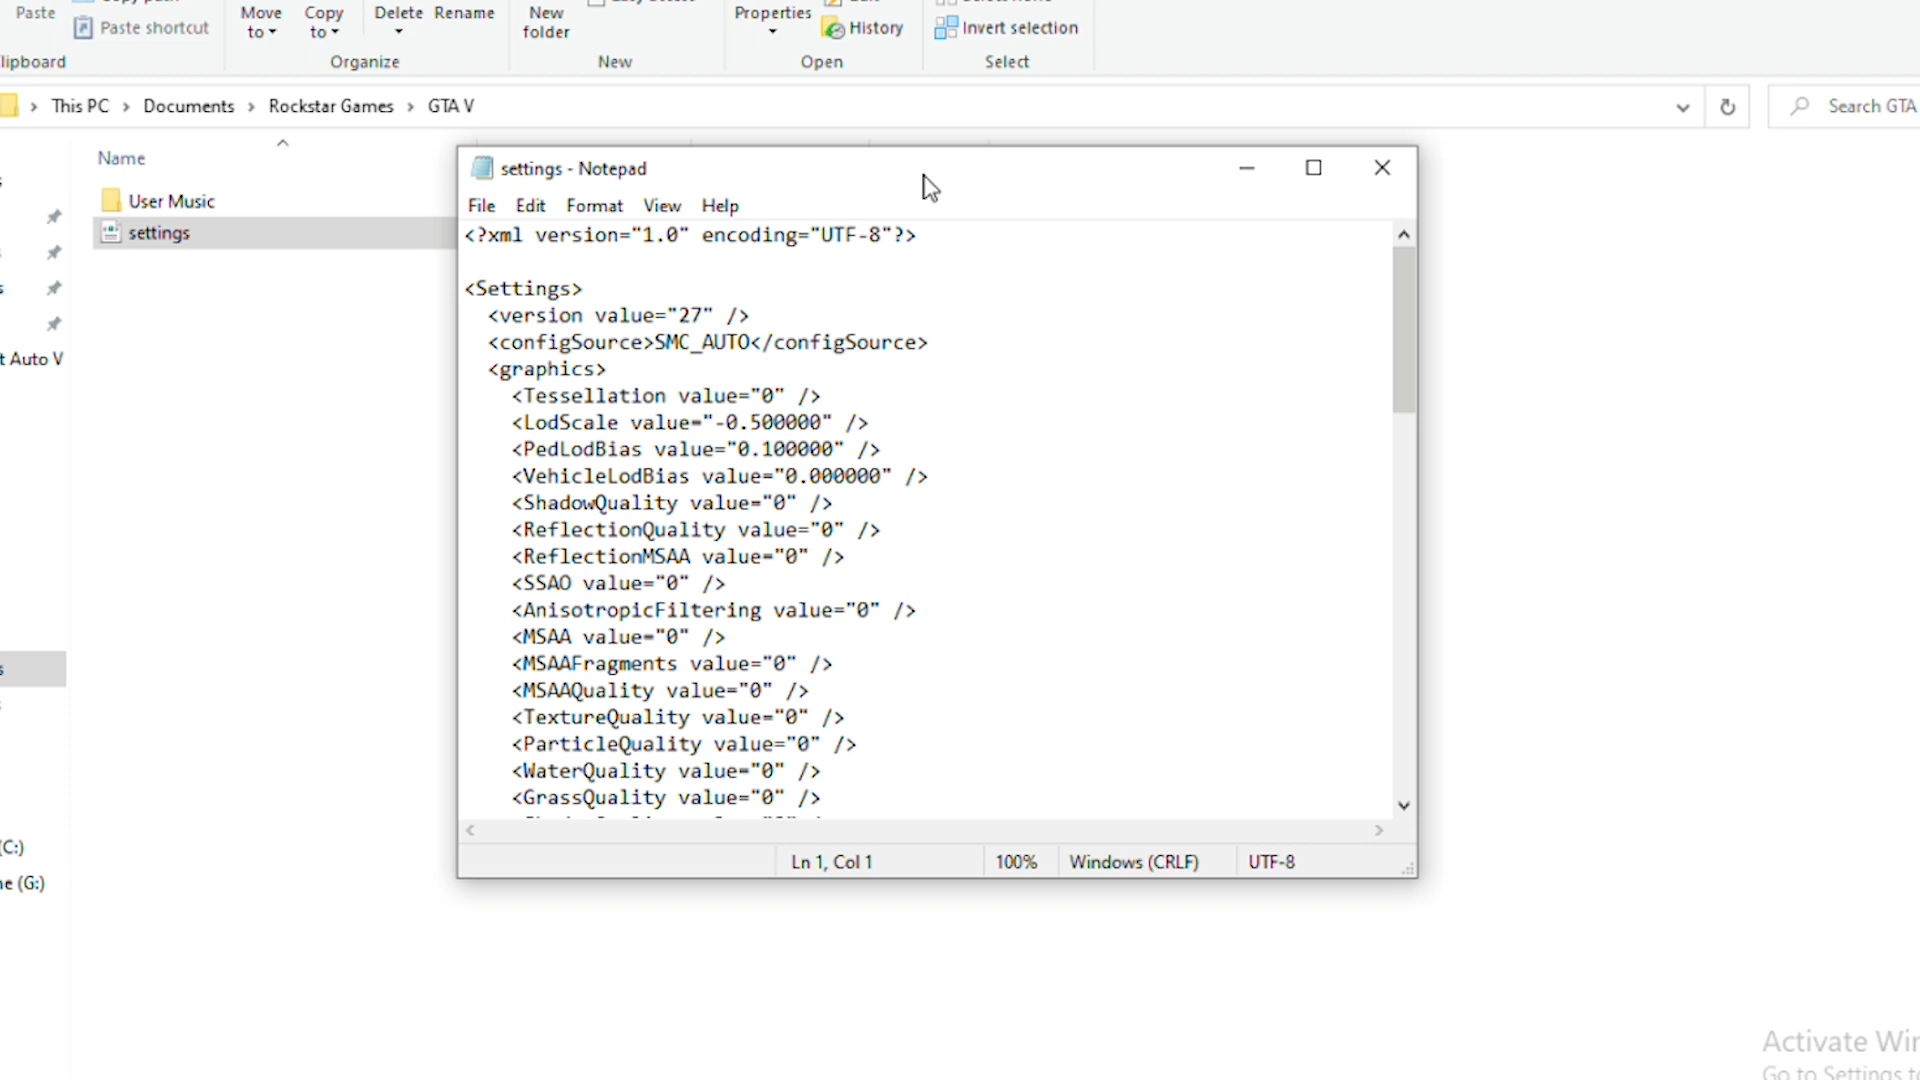 Paste
Paste shortcut
Move to
Copy to
Delete
Rename
New folder
Properties
History
Invert selection
lipboard
Organize
New
Open
Select
This PC > Documents > Rockstar Games > GTA V
Search GTA
Name
User Music
settings
t Auto V
(C:)
ne (G:)
settings - Notepad
File Edit Format View Help
<?xml version="1.0" encoding="UTF-8"?>
<Settings>
<version value="27" />
<configSource>SMC_AUTO</configSource>
<graphics>
<Tessellation value="0" />
<LodScale value="-0.500000" />
<PedLodBias value="0.100000" />
<VehicleLodBias value="0.000000" />
<ShadowQuality value="0" />
<ReflectionQuality value="0" />
<ReflectionMSAA value="0" />
<SSAO value="0" />
<AnisotropicFiltering value="0" />
<MSAA value="0" />
<MSAAFragments value="0" />
<MSAAQuality value="0" />
<TextureQuality value="0" />
<ParticleQuality value="0" />
<WaterQuality value="0" />
<GrassQuality value="0" />
Ln 1, Col 1
100%
Windows (CRLF)
UTF-8
Activate Win
Go to Settings to